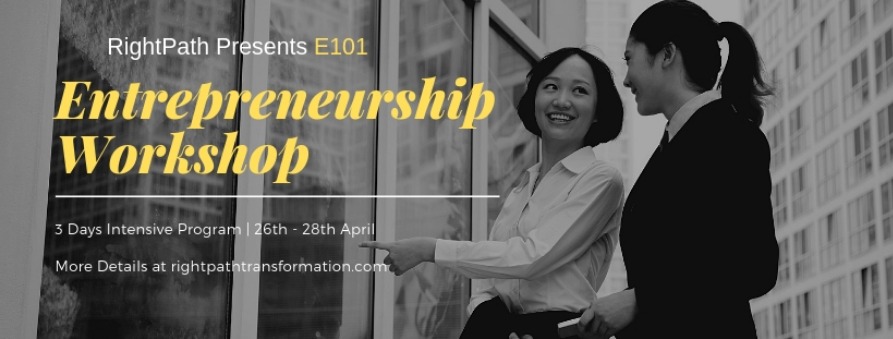 RightPath Presents E101
Entrepreneurship
Workshop
3 Days Intensive Program | 26th - 28th April
More Details at rightpathtransformation.com